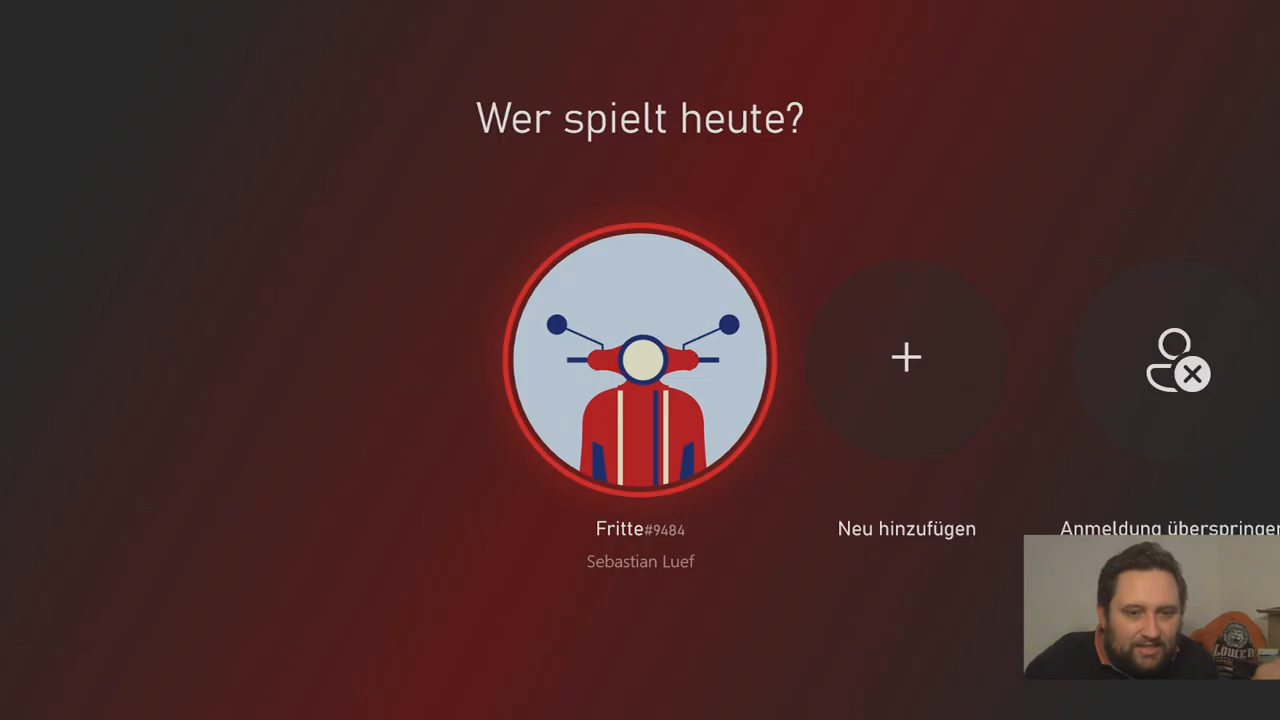 Wer spielt heute?
Fritte#9484
Sebastian Luef
Neu hinzufügen
Anmeldung überspringen